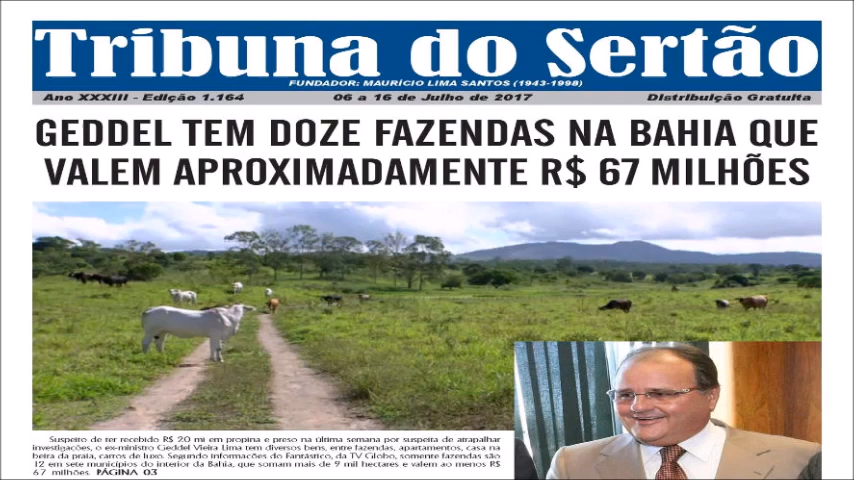 Tribuna do Sertão
FUNDADOR: MAURÍCIO LIMA SANTOS (1943-1998)
Ano XXXIII - Edição 1.164 06 a 16 de Julho de 2017 Distribuição Gratuita
GEDDEL TEM DOZE FAZENDAS NA BAHIA QUE
VALEM APROXIMADAMENTE R$ 67 MILHÕES
Suspeito de ter recebido R$ 20 mi em propina e preso na última semana por suspeita de atrapalhar
investigações, o ex-ministro Geddel Vieira Lima tem diversos bens, entre fazendas, apartamentos, casa na
beira da praia, carros de luxo. Segundo informações do Fantástico, da TV Globo, somente fazendas são
12 em sete municípios do interior da Bahia, que somam mais de 9 mil hectares e valem ao menos R$
67 milhões. PÁGINA 03